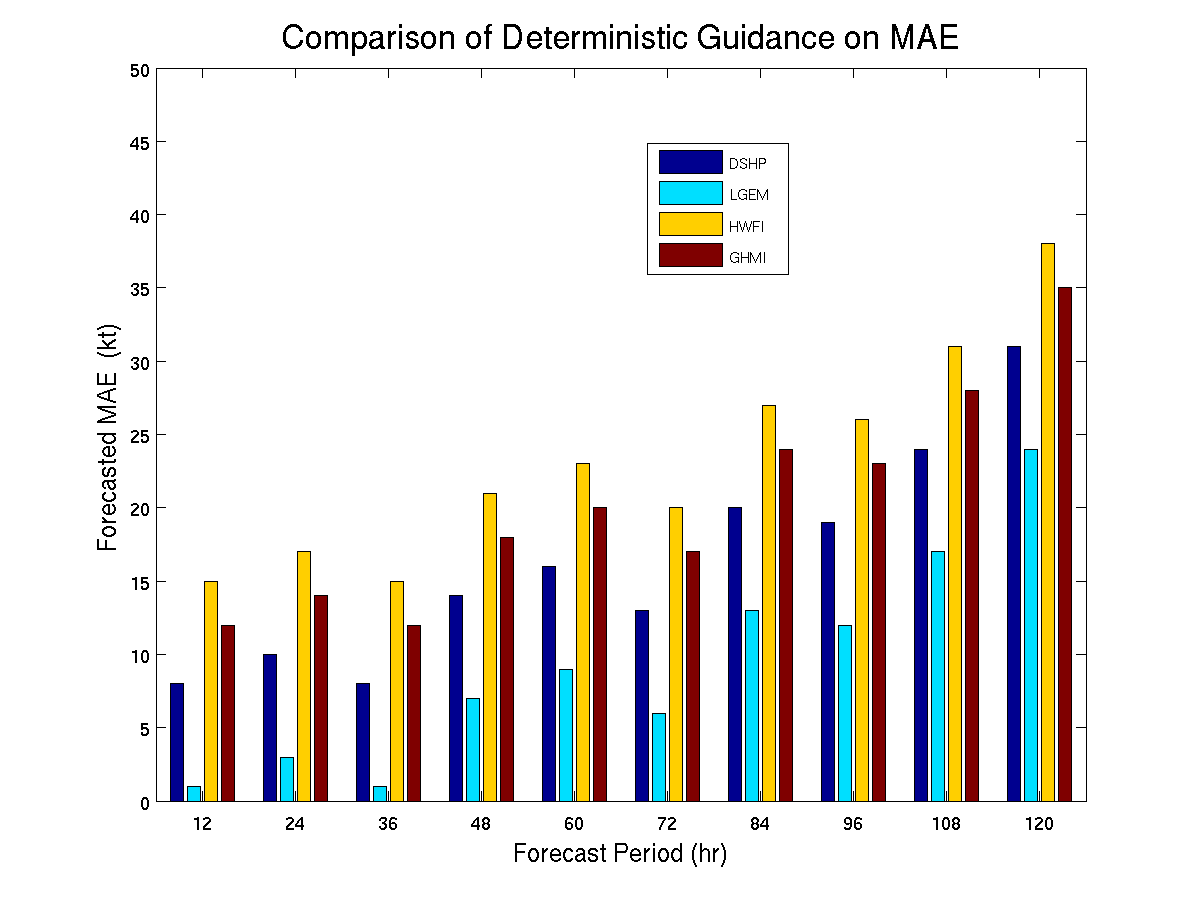 Comparison of Deterministic Guidance on MAE
50
45
40
35
30
25
20
15
10
5
0
Forecasted MAE (kt)
DSHP
LGEM
HWFI
GHMI
12 24 36 48 60 72 84 96 108 120
Forecast Period (hr)